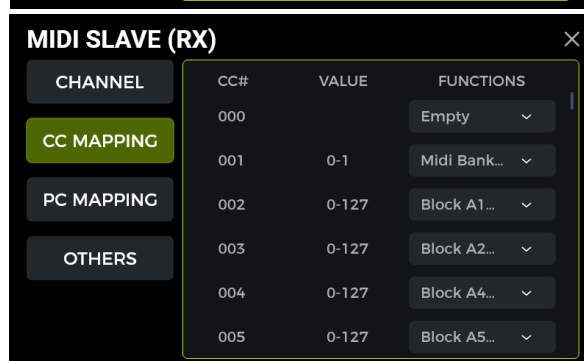 MIDI SLAVE (RX)
CHANNEL
CC MAPPING
PC MAPPING
OTHERS
CC# VALUE FUNCTIONS
000 Empty
001 0-1 Midi Bank...
002 0-127 Block A1...
003 0-127 Block A2...
004 0-127 Block A4...
005 0-127 Block A5...